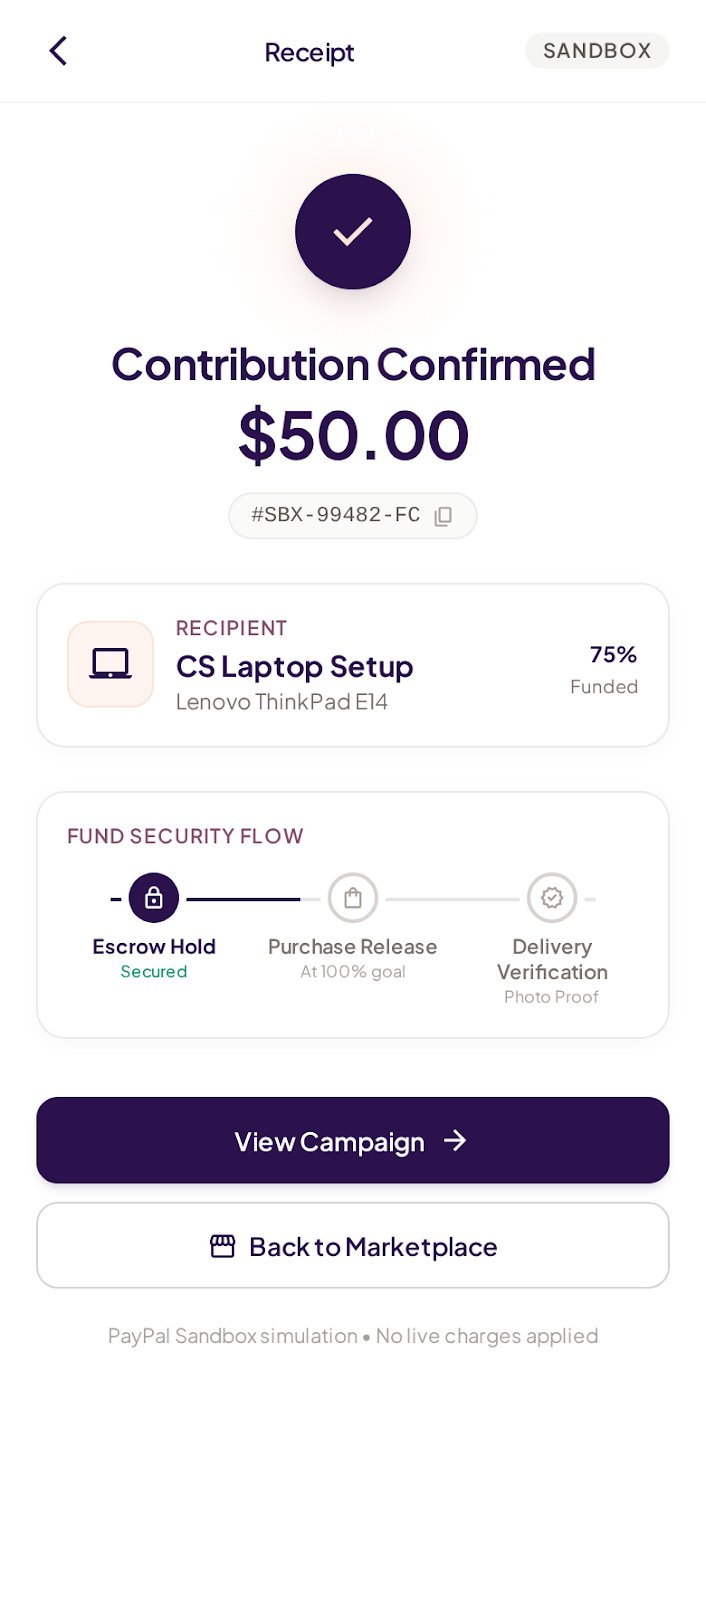 Receipt
SANDBOX
Contribution Confirmed
$50.00
#SBX-99482-FC
RECIPIENT
CS Laptop Setup
Lenovo ThinkPad E14
75%
Funded
FUND SECURITY FLOW
Escrow Hold
Secured
Purchase Release
At 100% goal
Delivery
Verification
Photo Proof
View Campaign
Back to Marketplace
PayPal Sandbox simulation • No live charges applied